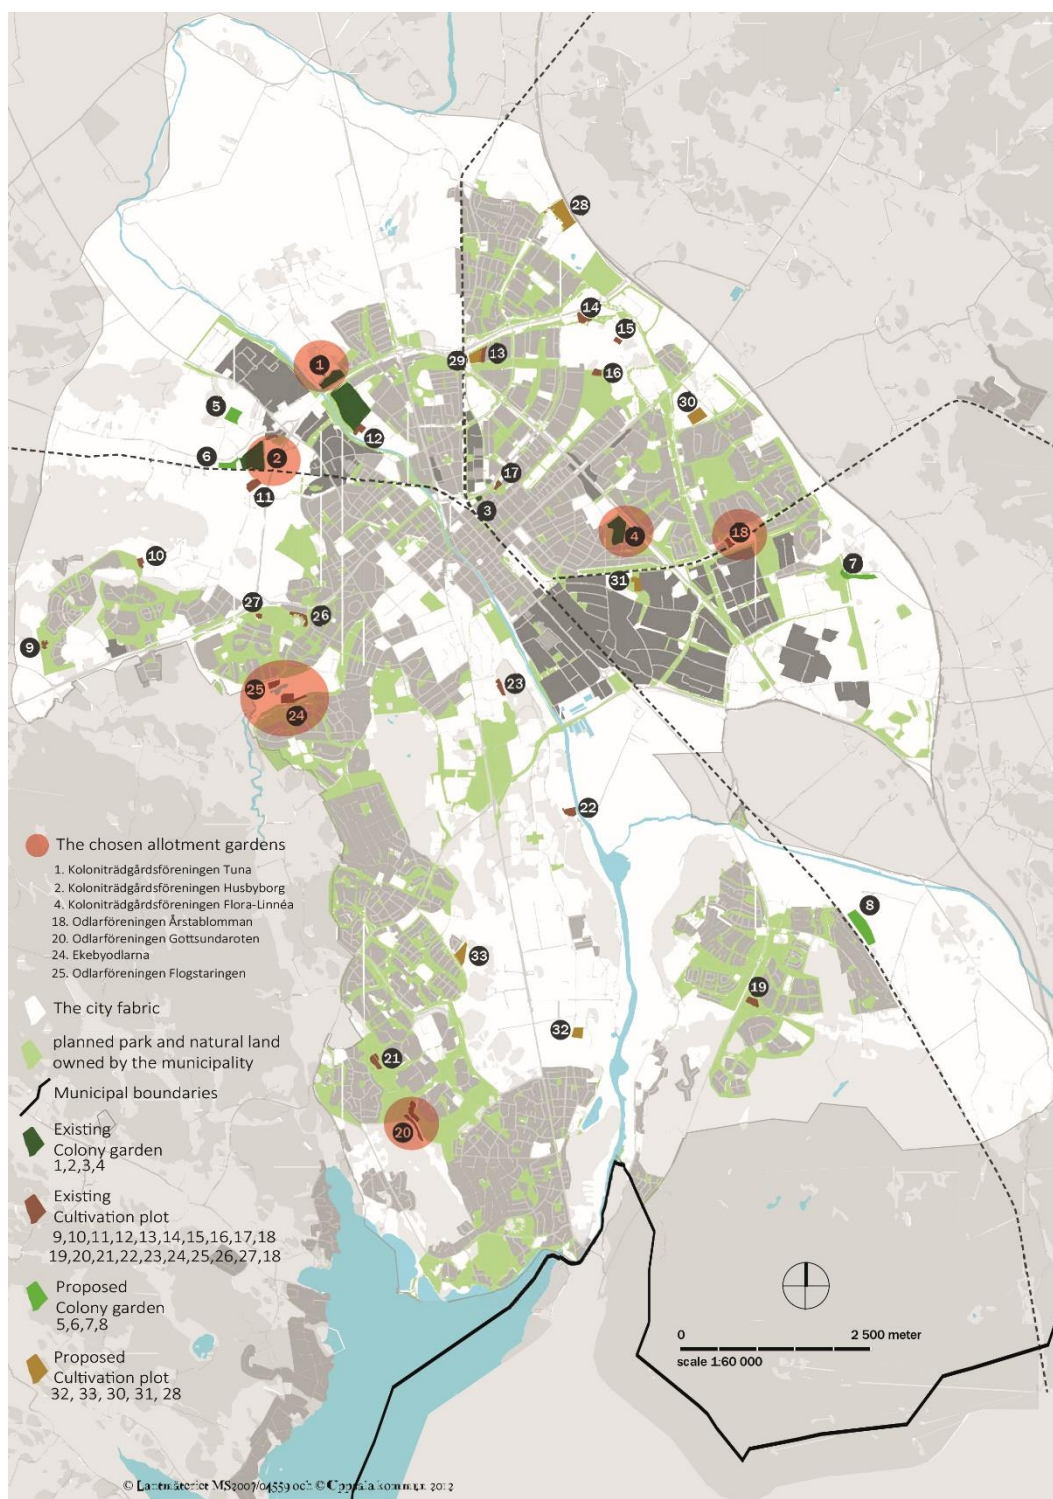 28
14
15
29
13
1
16
5
30
12
6
2
17
11
3
4
18
10
31
7
27
26
9
25
23
24
22
The chosen allotment gardens
1. Koloniträdgårdsföreningen Tuna
2. Koloniträdgårdsföreningen Husbyborg
4. Koloniträdgårdsföreningen Flora-Linnéa
18. Odlarföreningen Årstablomman
20. Odlarföreningen Gottsundaroten
24. Ekebyodlarna
25. Odlarföreningen Flogstaringen
8
33
19
The city fabric
32
planned park and natural land
owned by the municipality
21
Municipal boundaries
20
Existing
Colony garden
1,2,3,4
Existing
Cultivation plot
9,10,11,12,13,14,15,16,17,18
19,20,21,22,23,24,25,26,27,18
Proposed
Colony garden
5,6,7,8
Proposed
Cultivation plot
32, 33, 30, 31, 28
0 2 500 meter
scale 1:60 000
© Lantmäteriet MS2007/04559 och © Uppsala kommun 2012